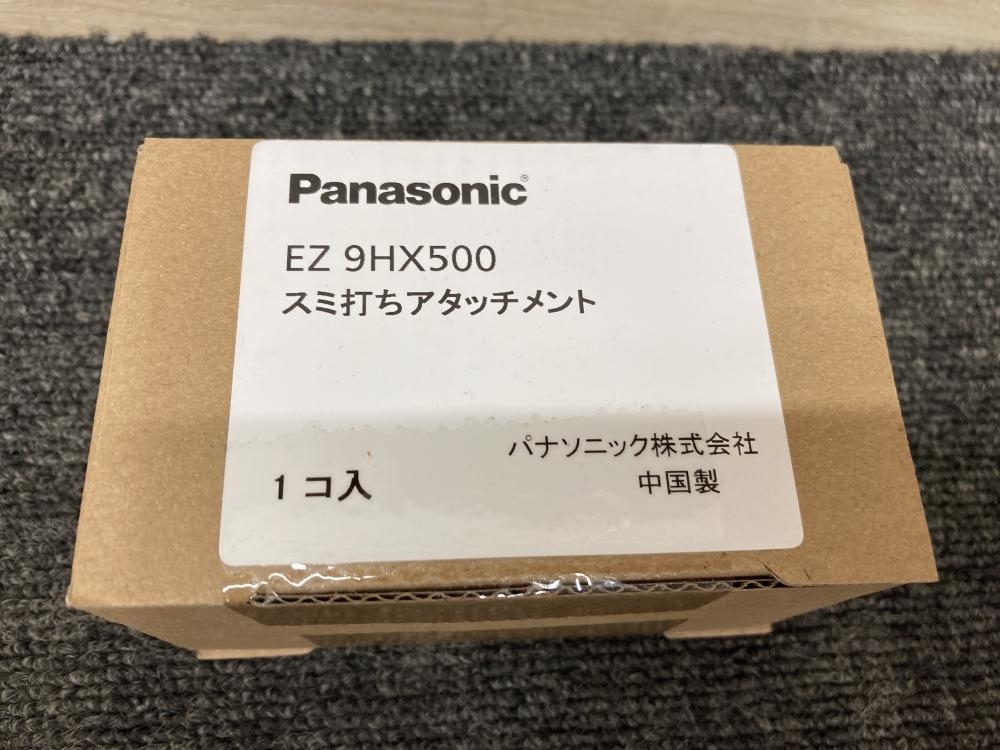 Panasonic®
EZ 9HX500
スミ打ちアタッチメント
パナソニック株式会社
1 コ入
中国製